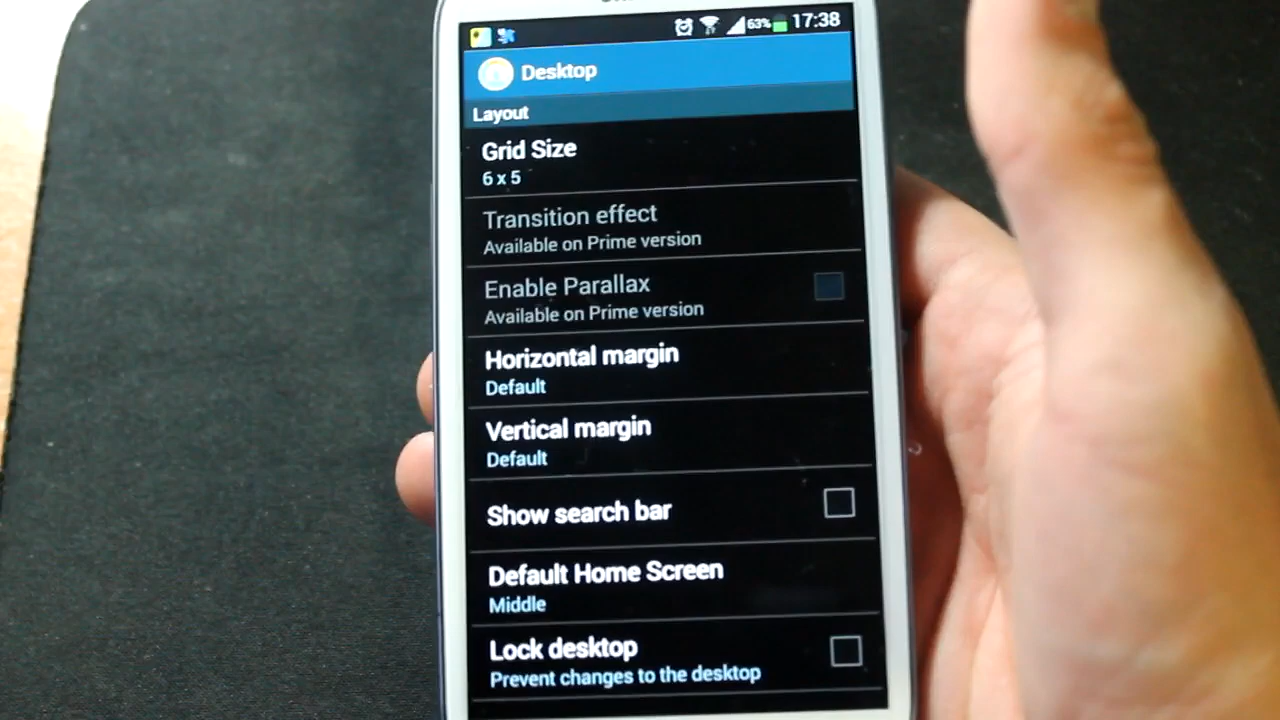 63% 17:38
Desktop
Layout
Grid Size
6 x 5
Transition effect
Available on Prime version
Enable Parallax
Available on Prime version
Horizontal margin
Default
Vertical margin
Default
Show search bar
Default Home Screen
Middle
Lock desktop
Prevent changes to the desktop